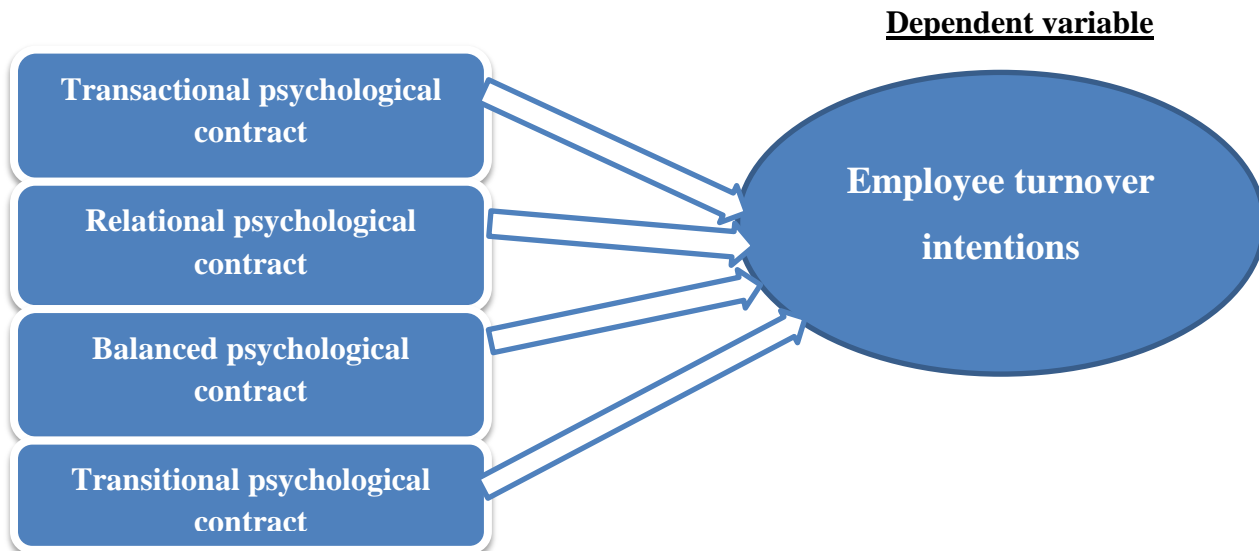 Dependent variable
Transactional psychological
contract
Relational psychological
contract
Balanced psychological
contract
Transitional psychological
contract
Employee turnover
intentions